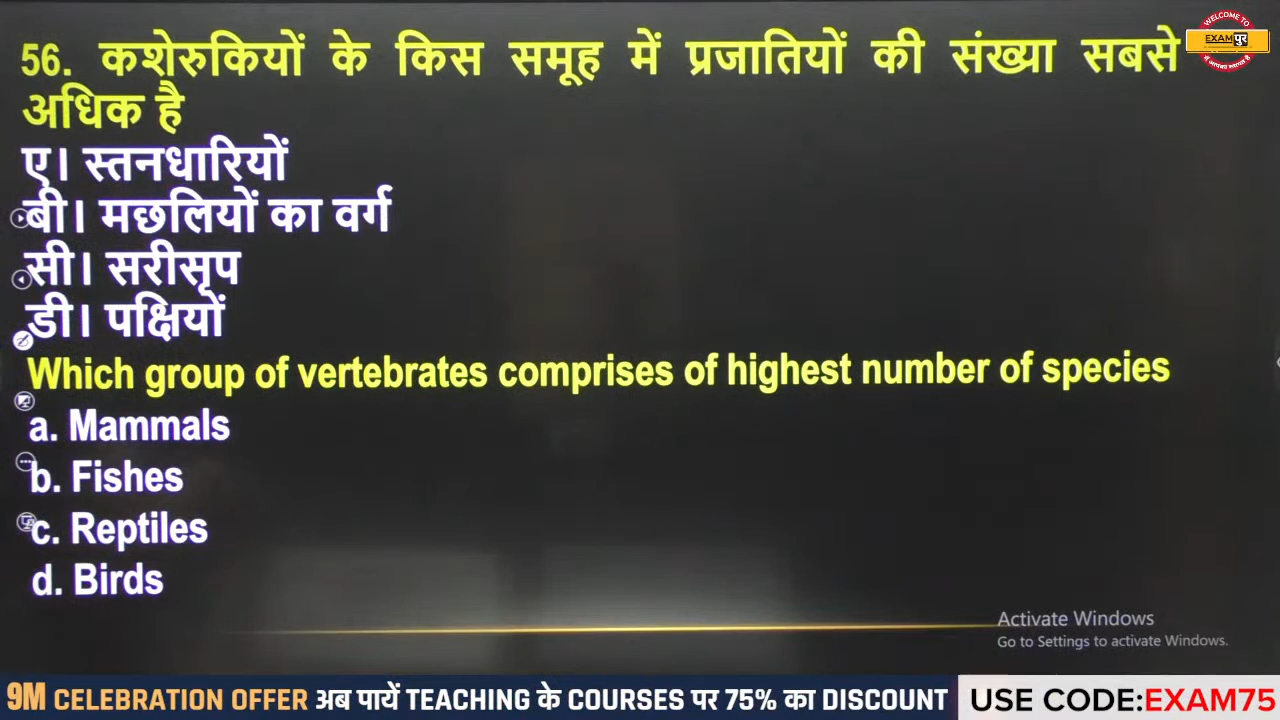 WELCOME TO
EXAMपुर
56. कशेरुकियों के किस समूह में प्रजातियों की संख्या सबसे
अधिक है
ए। स्तनधारियों
बी। मछलियों का वर्ग
सी। सरीसृप
डी। पक्षियों
Which group of vertebrates comprises of highest number of species
a. Mammals
b. Fishes
c. Reptiles
d. Birds
Activate Windows
Go to Settings to activate Windows.
9M CELEBRATION OFFER अब पायें TEACHING के COURSES पर 75% का DISCOUNT
USE CODE:EXAM75